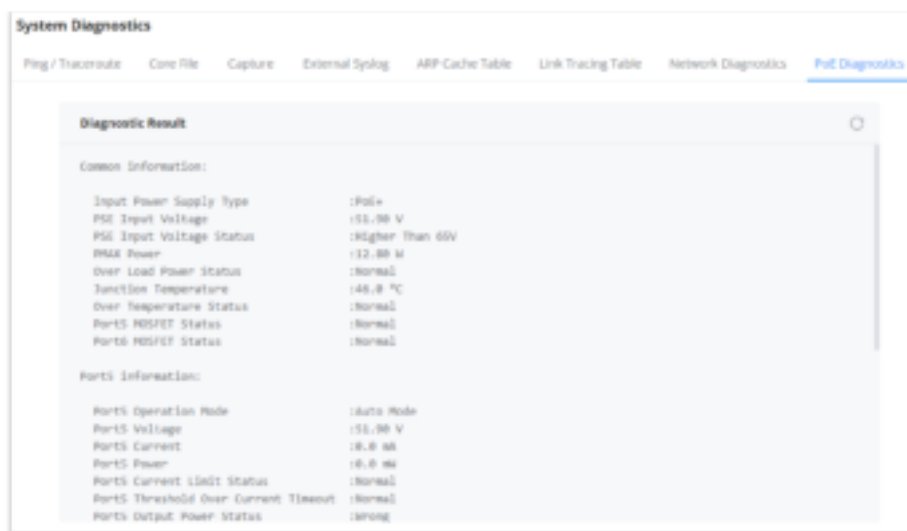 System Diagnostics
Ping / Traceroute Core File Capture External Syslog ARP Cache Table Link Tracing Table Network Diagnostics PoE Diagnostics
Diagnostic Result
Common Information:
Input Power Supply Type :PoE+
PSE Input Voltage :51.90 V
PSE Input Voltage Status :Higher Than 65V
PMAX Power :12.80 W
Over Load Power Status :Normal
Junction Temperature :46.0 °C
Over Temperature Status :Normal
Port5 MOSFET Status :Normal
Port6 MOSFET Status :Normal
Port5 information:
Port5 Operation Mode :Auto Mode
Port5 Voltage :51.90 V
Port5 Current :0.0 mA
Port5 Power :0.0 mW
Port5 Current Limit Status :Normal
Port5 Threshold Over Current Timeout :Normal
Port5 Output Power Status :Wrong